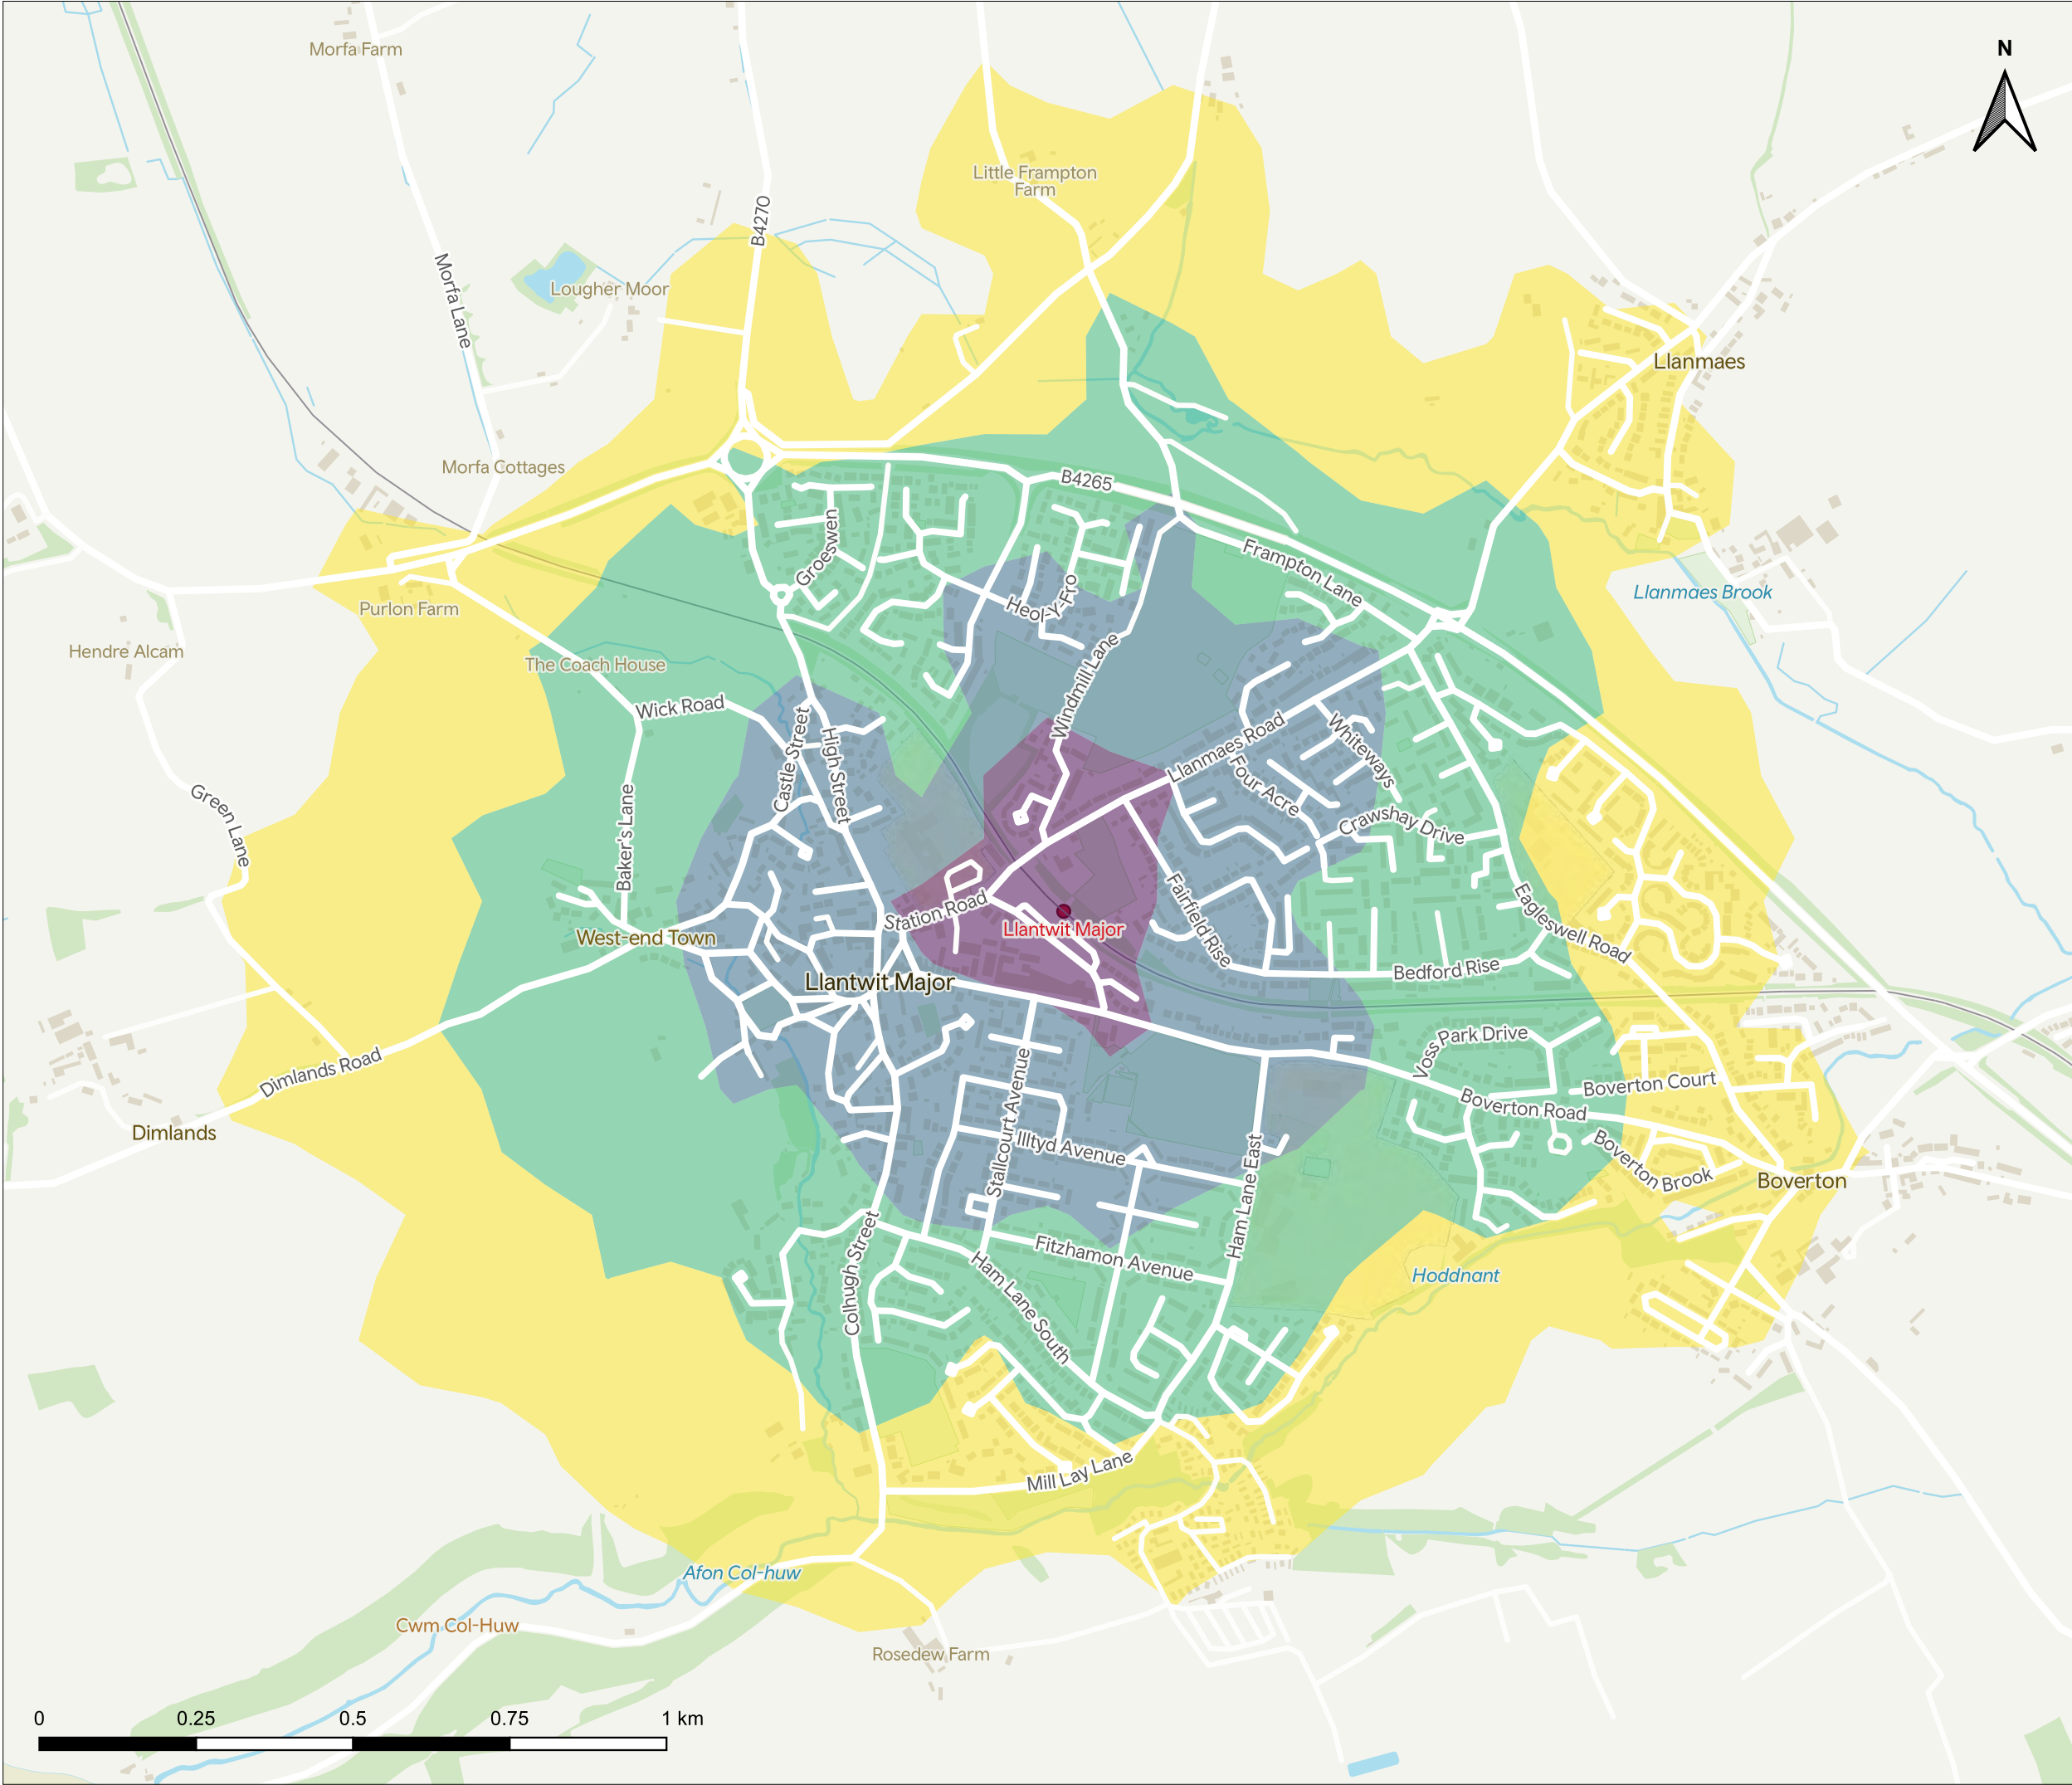 Morfa Farm
N
Little Frampton
Farm
B4270
Morfa Lane
Lougher Moor
Llanmaes
Morfa Cottages
B4265
Groeswen
Frampton Lane
Heol-Y-Fro
Llanmaes Brook
Purlon Farm
Hendre Alcam
The Coach House
Windmill Lane
Wick Road
Castle Street
High Street
Llanmaes Road
Whiteways
Four Acre
Green Lane
Baker's Lane
Crawshay Drive
Station Road
Fairfield Rise
Eagleswell Road
Llantwit Major
West-end Town
Llantwit Major
Bedford Rise
Voss Park Drive
Dimlands Road
Stallcourt Avenue
Boverton Court
Boverton Road
Dimlands
Illtyd Avenue
Ham Lane East
Boverton Brook
Boverton
Colhugh Street
Fitzhamon Avenue
Ham Lane South
Hoddnant
Mill Lay Lane
Afon Col-huw
Cwm Col-Huw
Rosedew Farm
0 0.25 0.5 0.75 1 km